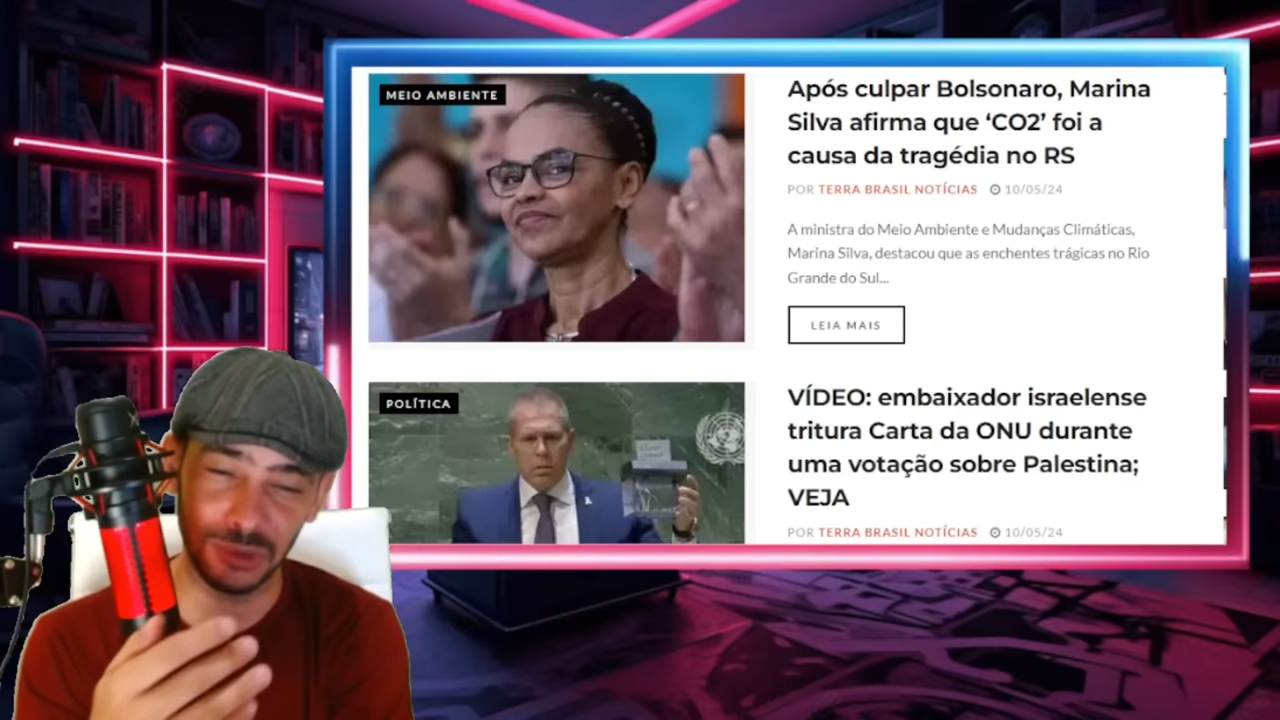 MEIO AMBIENTE
Após culpar Bolsonaro, Marina
Silva afirma que ‘CO2’ foi a
causa da tragédia no RS
POR TERRA BRASIL NOTÍCIAS 10/05/24
A ministra do Meio Ambiente e Mudanças Climáticas,
Marina Silva, destacou que as enchentes trágicas no Rio
Grande do Sul...
LEIA MAIS
POLÍTICA
VÍDEO: embaixador israelense
tritura Carta da ONU durante
uma votação sobre Palestina;
VEJA
POR TERRA BRASIL NOTÍCIAS 10/05/24